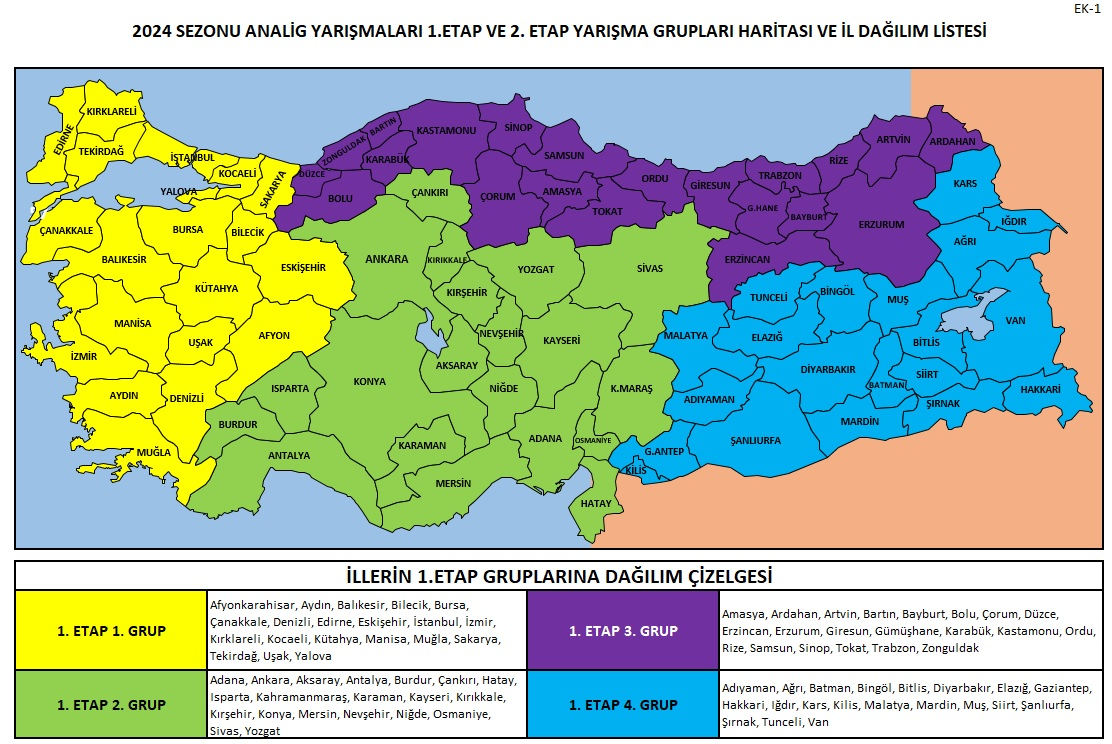 EK-1
2024 SEZONU ANALİG YARIŞMALARI 1.ETAP VE 2. ETAP YARIŞMA GRUPLARI HARİTASI VE İL DAĞILIM LİSTESİ
KIRKLARELİ
EDİRNE
TEKİRDAĞ
İSTANBUL
KOCAELİ
YALOVA
SAKARYA
ÇANAKKALE
BURSA
BİLECİK
BALIKESİR
ESKİŞEHİR
KÜTAHYA
MANİSA
AFYON
UŞAK
İZMİR
AYDIN
DENİZLİ
MUĞLA
DÜZCE
ZONGULDAK
BARTIN
KARABÜK
BOLU
KASTAMONU
SİNOP
SAMSUN
ÇORUM
AMASYA
TOKAT
ORDU
GİRESUN
TRABZON
G.HANE
BAYBURT
RİZE
ARTVİN
ARDAHAN
ERZURUM
ERZİNCAN
ÇANKIRI
ANKARA
KIRIKKALE
YOZGAT
SİVAS
KIRŞEHİR
NEVŞEHİR
KAYSERİ
AKSARAY
KONYA
NİĞDE
K.MARAŞ
ISPARTA
BURDUR
ANTALYA
KARAMAN
MERSİN
ADANA
OSMANİYE
HATAY
KARS
IĞDIR
AĞRI
TUNCELİ
BİNGÖL
MUŞ
VAN
MALATYA
ELAZIĞ
BİTLİS
DİYARBAKIR
BATMAN
SİİRT
HAKKARİ
ŞIRNAK
ADIYAMAN
MARDİN
ŞANLIURFA
G.ANTEP
KİLİS
İLLERİN 1.ETAP GRUPLARINA DAĞILIM ÇİZELGESİ
1. ETAP 1. GRUP
Afyonkarahisar, Aydın, Balıkesir, Bilecik, Bursa,
Çanakkale, Denizli, Edirne, Eskişehir, İstanbul, İzmir,
Kırklareli, Kocaeli, Kütahya, Manisa, Muğla, Sakarya,
Tekirdağ, Uşak, Yalova
1. ETAP 3. GRUP
Amasya, Ardahan, Artvin, Bartın, Bayburt, Bolu, Çorum, Düzce,
Erzincan, Erzurum, Giresun, Gümüşhane, Karabük, Kastamonu, Ordu,
Rize, Samsun, Sinop, Tokat, Trabzon, Zonguldak
1. ETAP 2. GRUP
Adana, Ankara, Aksaray, Antalya, Burdur, Çankırı, Hatay,
Isparta, Kahramanmaraş, Karaman, Kayseri, Kırıkkale,
Kırşehir, Konya, Mersin, Nevşehir, Niğde, Osmaniye,
Sivas, Yozgat
1. ETAP 4. GRUP
Adıyaman, Ağrı, Batman, Bingöl, Bitlis, Diyarbakır, Elazığ, Gaziantep,
Hakkari, Iğdır, Kars, Kilis, Malatya, Mardin, Muş, Siirt, Şanlıurfa,
Şırnak, Tunceli, Van